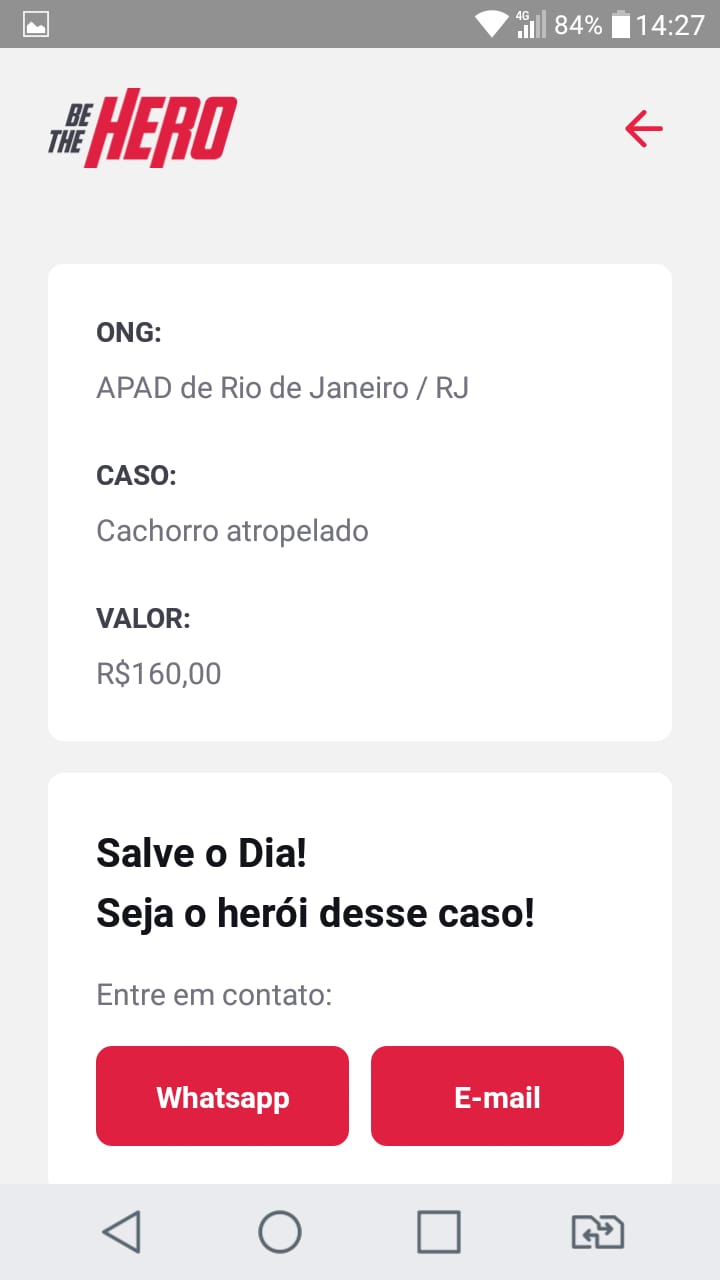 4G 84% 14:27
BE
THE HERO
ONG:
APAD de Rio de Janeiro / RJ
CASO:
Cachorro atropelado
VALOR:
R$160,00
Salve o Dia!
Seja o herói desse caso!
Entre em contato:
Whatsapp E-mail